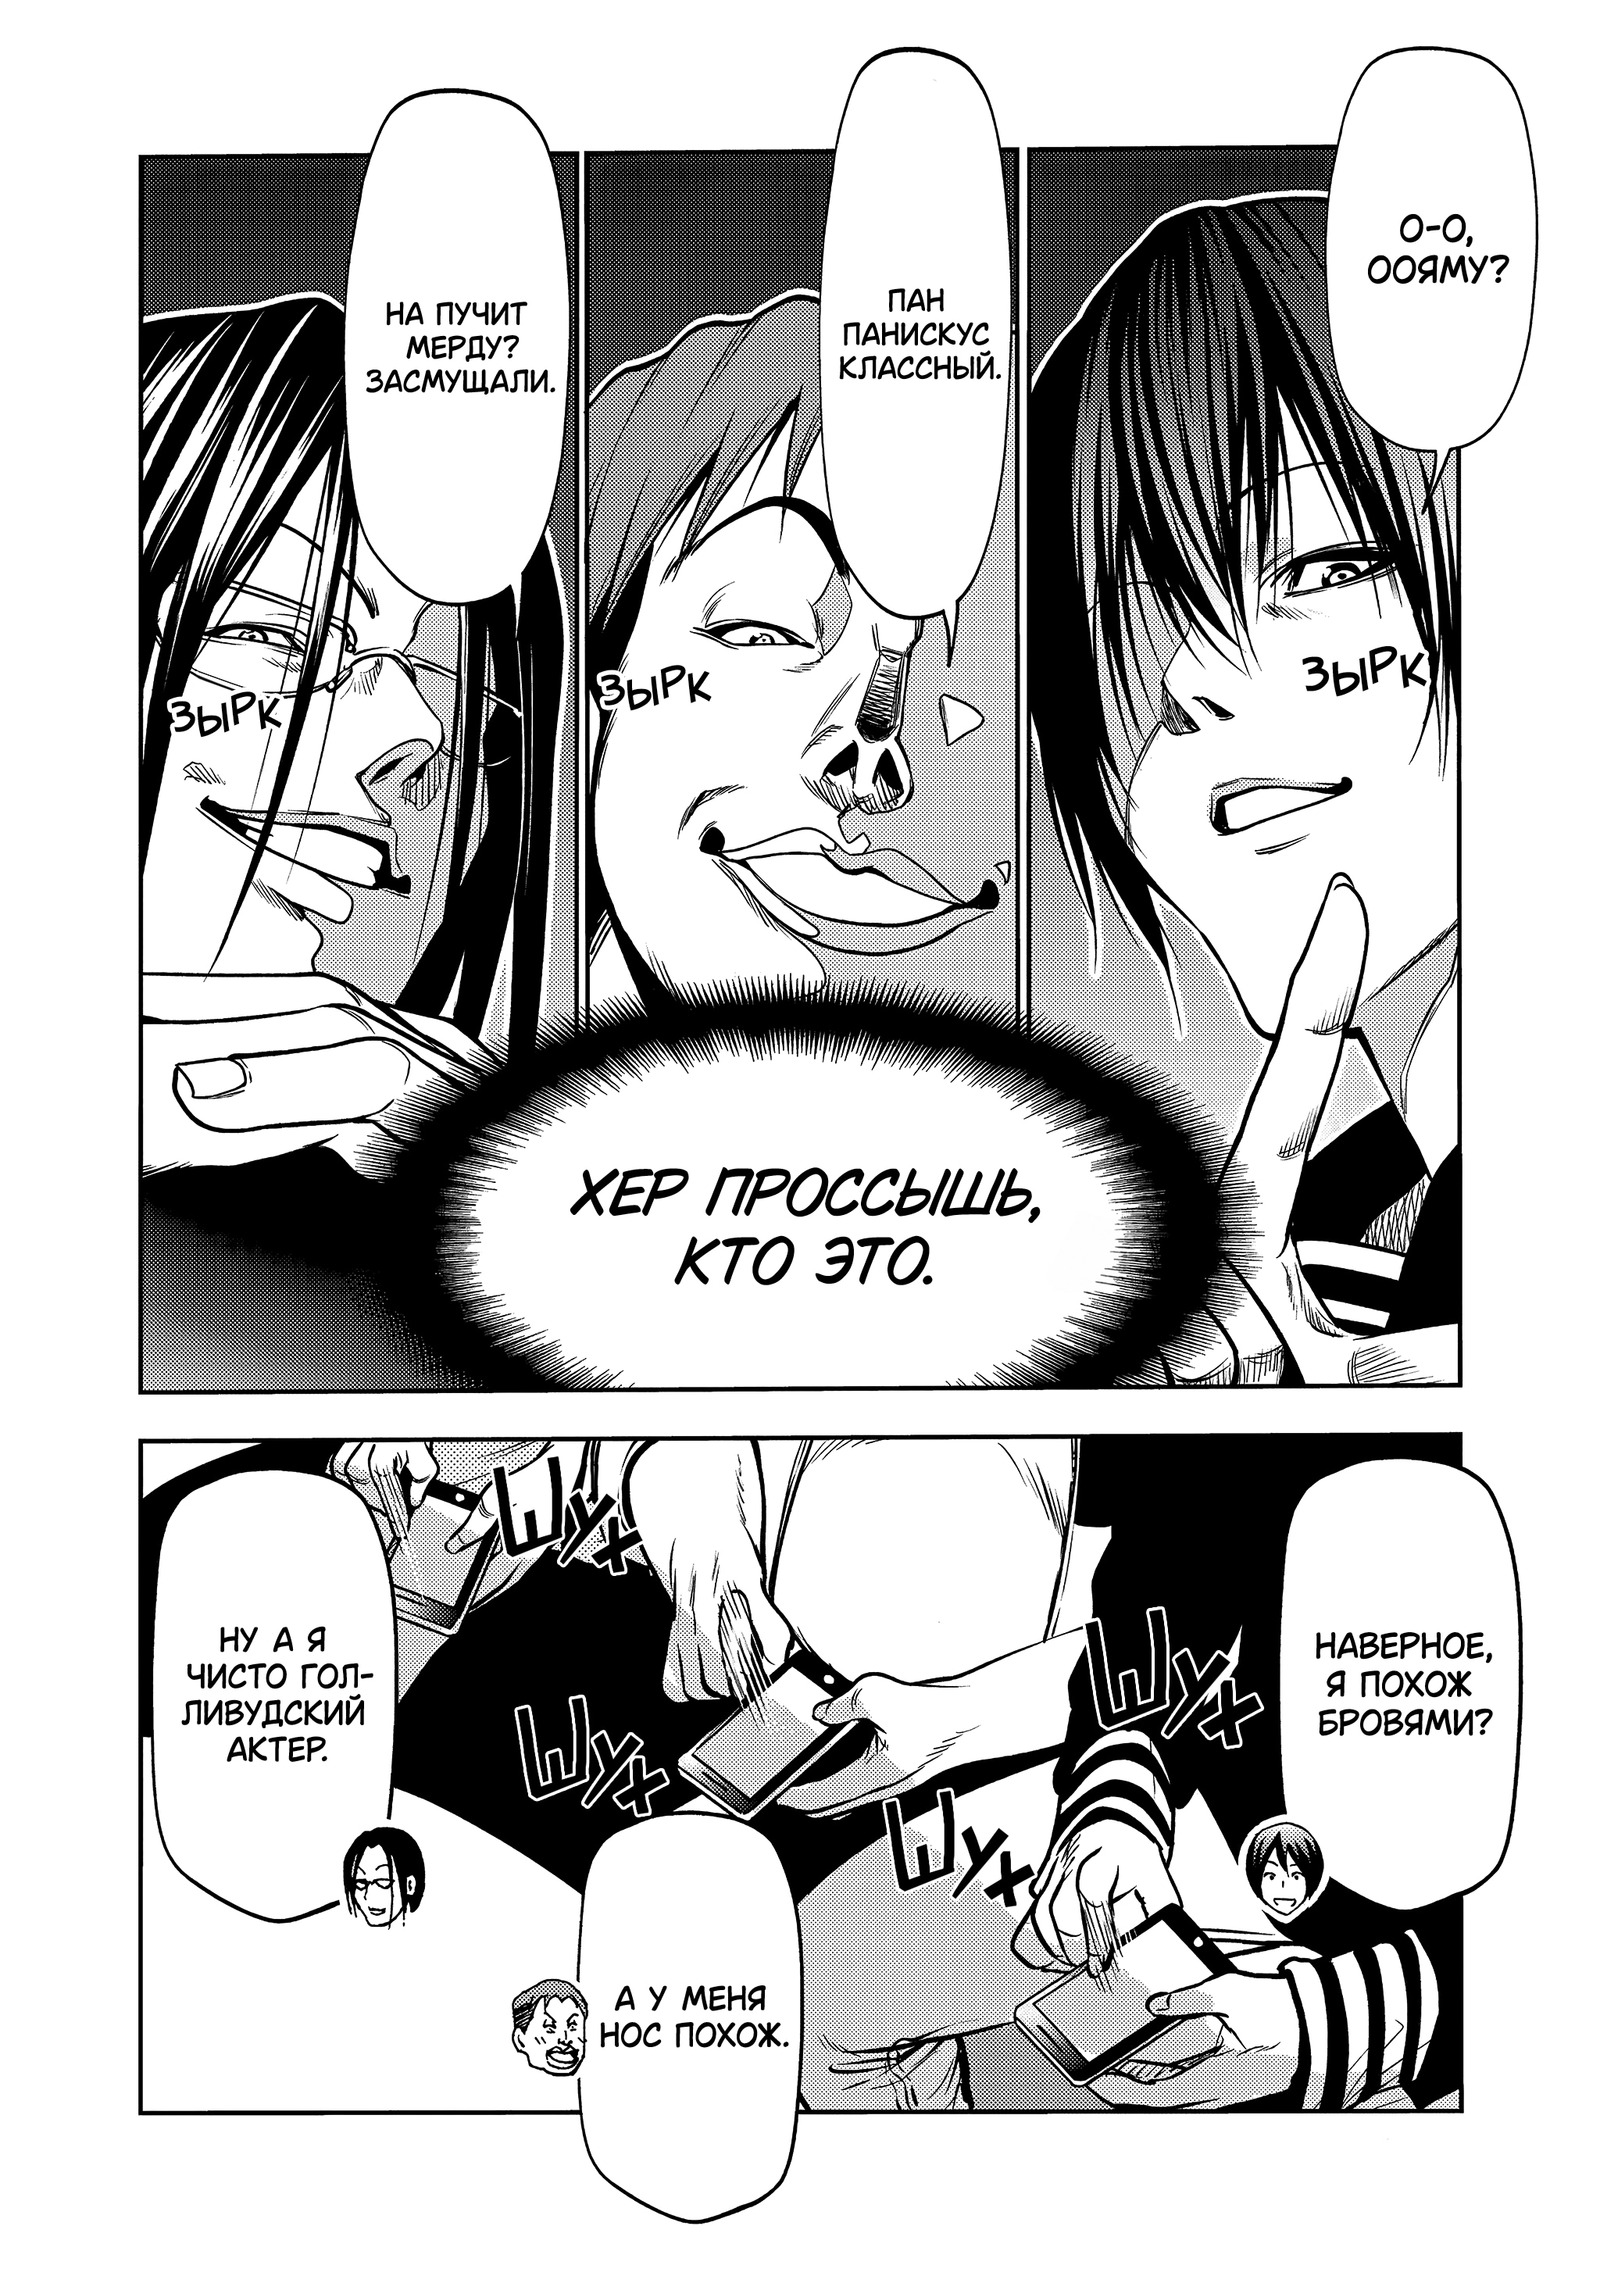 О-О,
ООЯМУ?
ЗЫРК
ПАН
ПАНИСКУС
КЛАССНЫЙ.
ЗЫРК
НА ПУЧИТ
МЕРДУ?
ЗАСМУЩАЛИ.
ЗЫРК
ХЕР ПРОССЫШЬ,
КТО ЭТО.
НАВЕРНОЕ,
Я ПОХОЖ
БРОВЯМИ?
ШУХ
ШУХ
ШУХ
ШУХ
А У МЕНЯ
НОС ПОХОЖ.
НУ А Я
ЧИСТО ГОЛ-
ЛИВУДСКИЙ
АКТЕР.